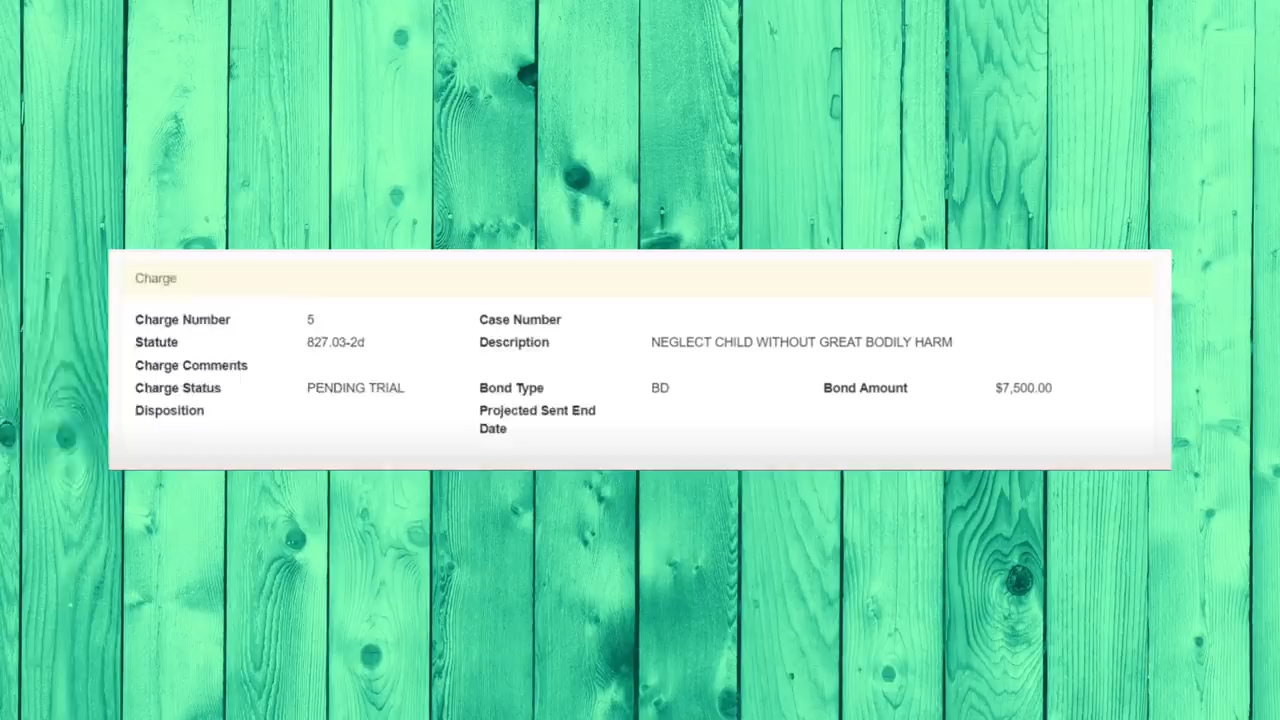 Charge
Charge Number 5 Case Number
Statute 827.03-2d Description NEGLECT CHILD WITHOUT GREAT BODILY HARM
Charge Comments
Charge Status PENDING TRIAL Bond Type BD Bond Amount $7,500.00
Disposition Projected Sent End
Date